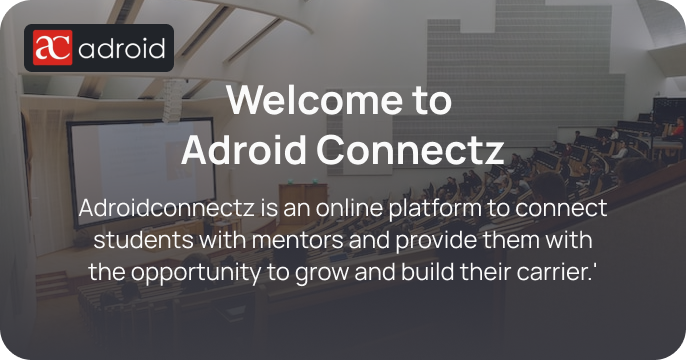 ac adroid
Welcome to
Adroid Connectz
Adroidconnectz is an online platform to connect
students with mentors and provide them with
the opportunity to grow and build their carrier.'